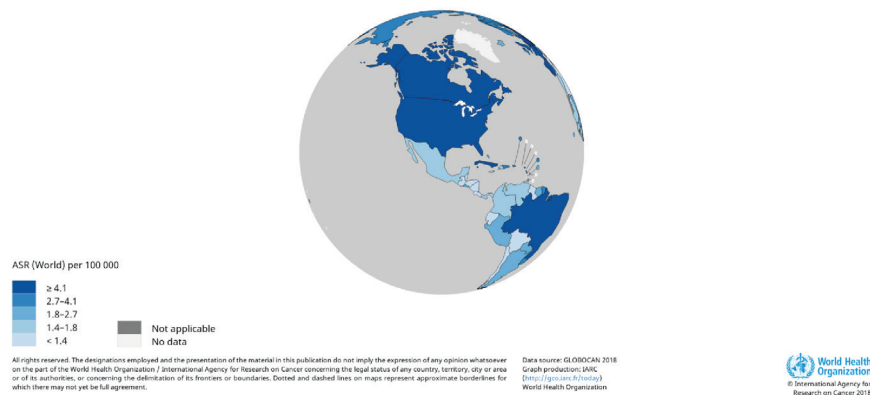 ASR (World) per 100 000
≥ 4.1
2.7–4.1
1.8–2.7
1.4–1.8
< 1.4
Not applicable
No data
All rights reserved. The designations employed and the presentation of the material in this publication do not imply the expression of any opinion whatsoever
on the part of the World Health Organization / International Agency for Research on Cancer concerning the legal status of any country, territory, city or area
or of its authorities, or concerning the delimitation of its frontiers or boundaries. Dotted and dashed lines on maps represent approximate borderlines for
which there may not yet be full agreement.
Data source: GLOBOCAN 2018
Graph production: IARC
(http://gco.iarc.fr/today)
World Health Organization
World Health
Organization
© International Agency for
Research on Cancer 2018